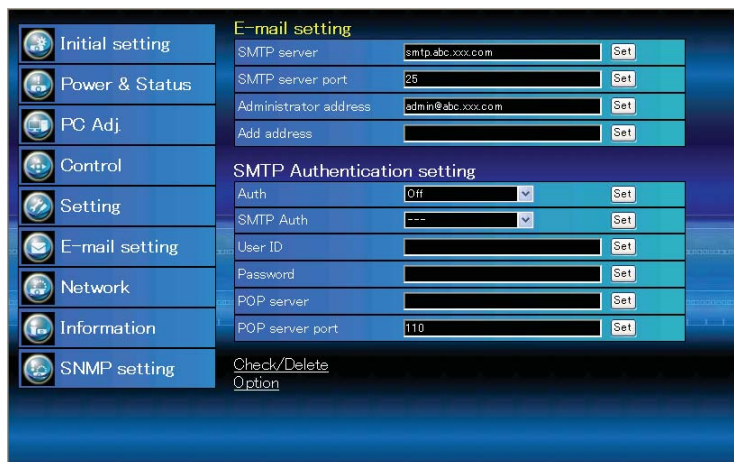 Initial setting
Power & Status
PC Adj.
Control
Setting
E-mail setting
Network
Information
SNMP setting
E-mail setting
SMTP server smtp.abc.xxx.com Set
SMTP server port 25 Set
Administrator address admin@abc.xxx.com Set
Add address Set
SMTP Authentication setting
Auth Off Set
SMTP Auth --- Set
User ID Set
Password Set
POP server Set
POP server port 110 Set
Check/Delete
Option